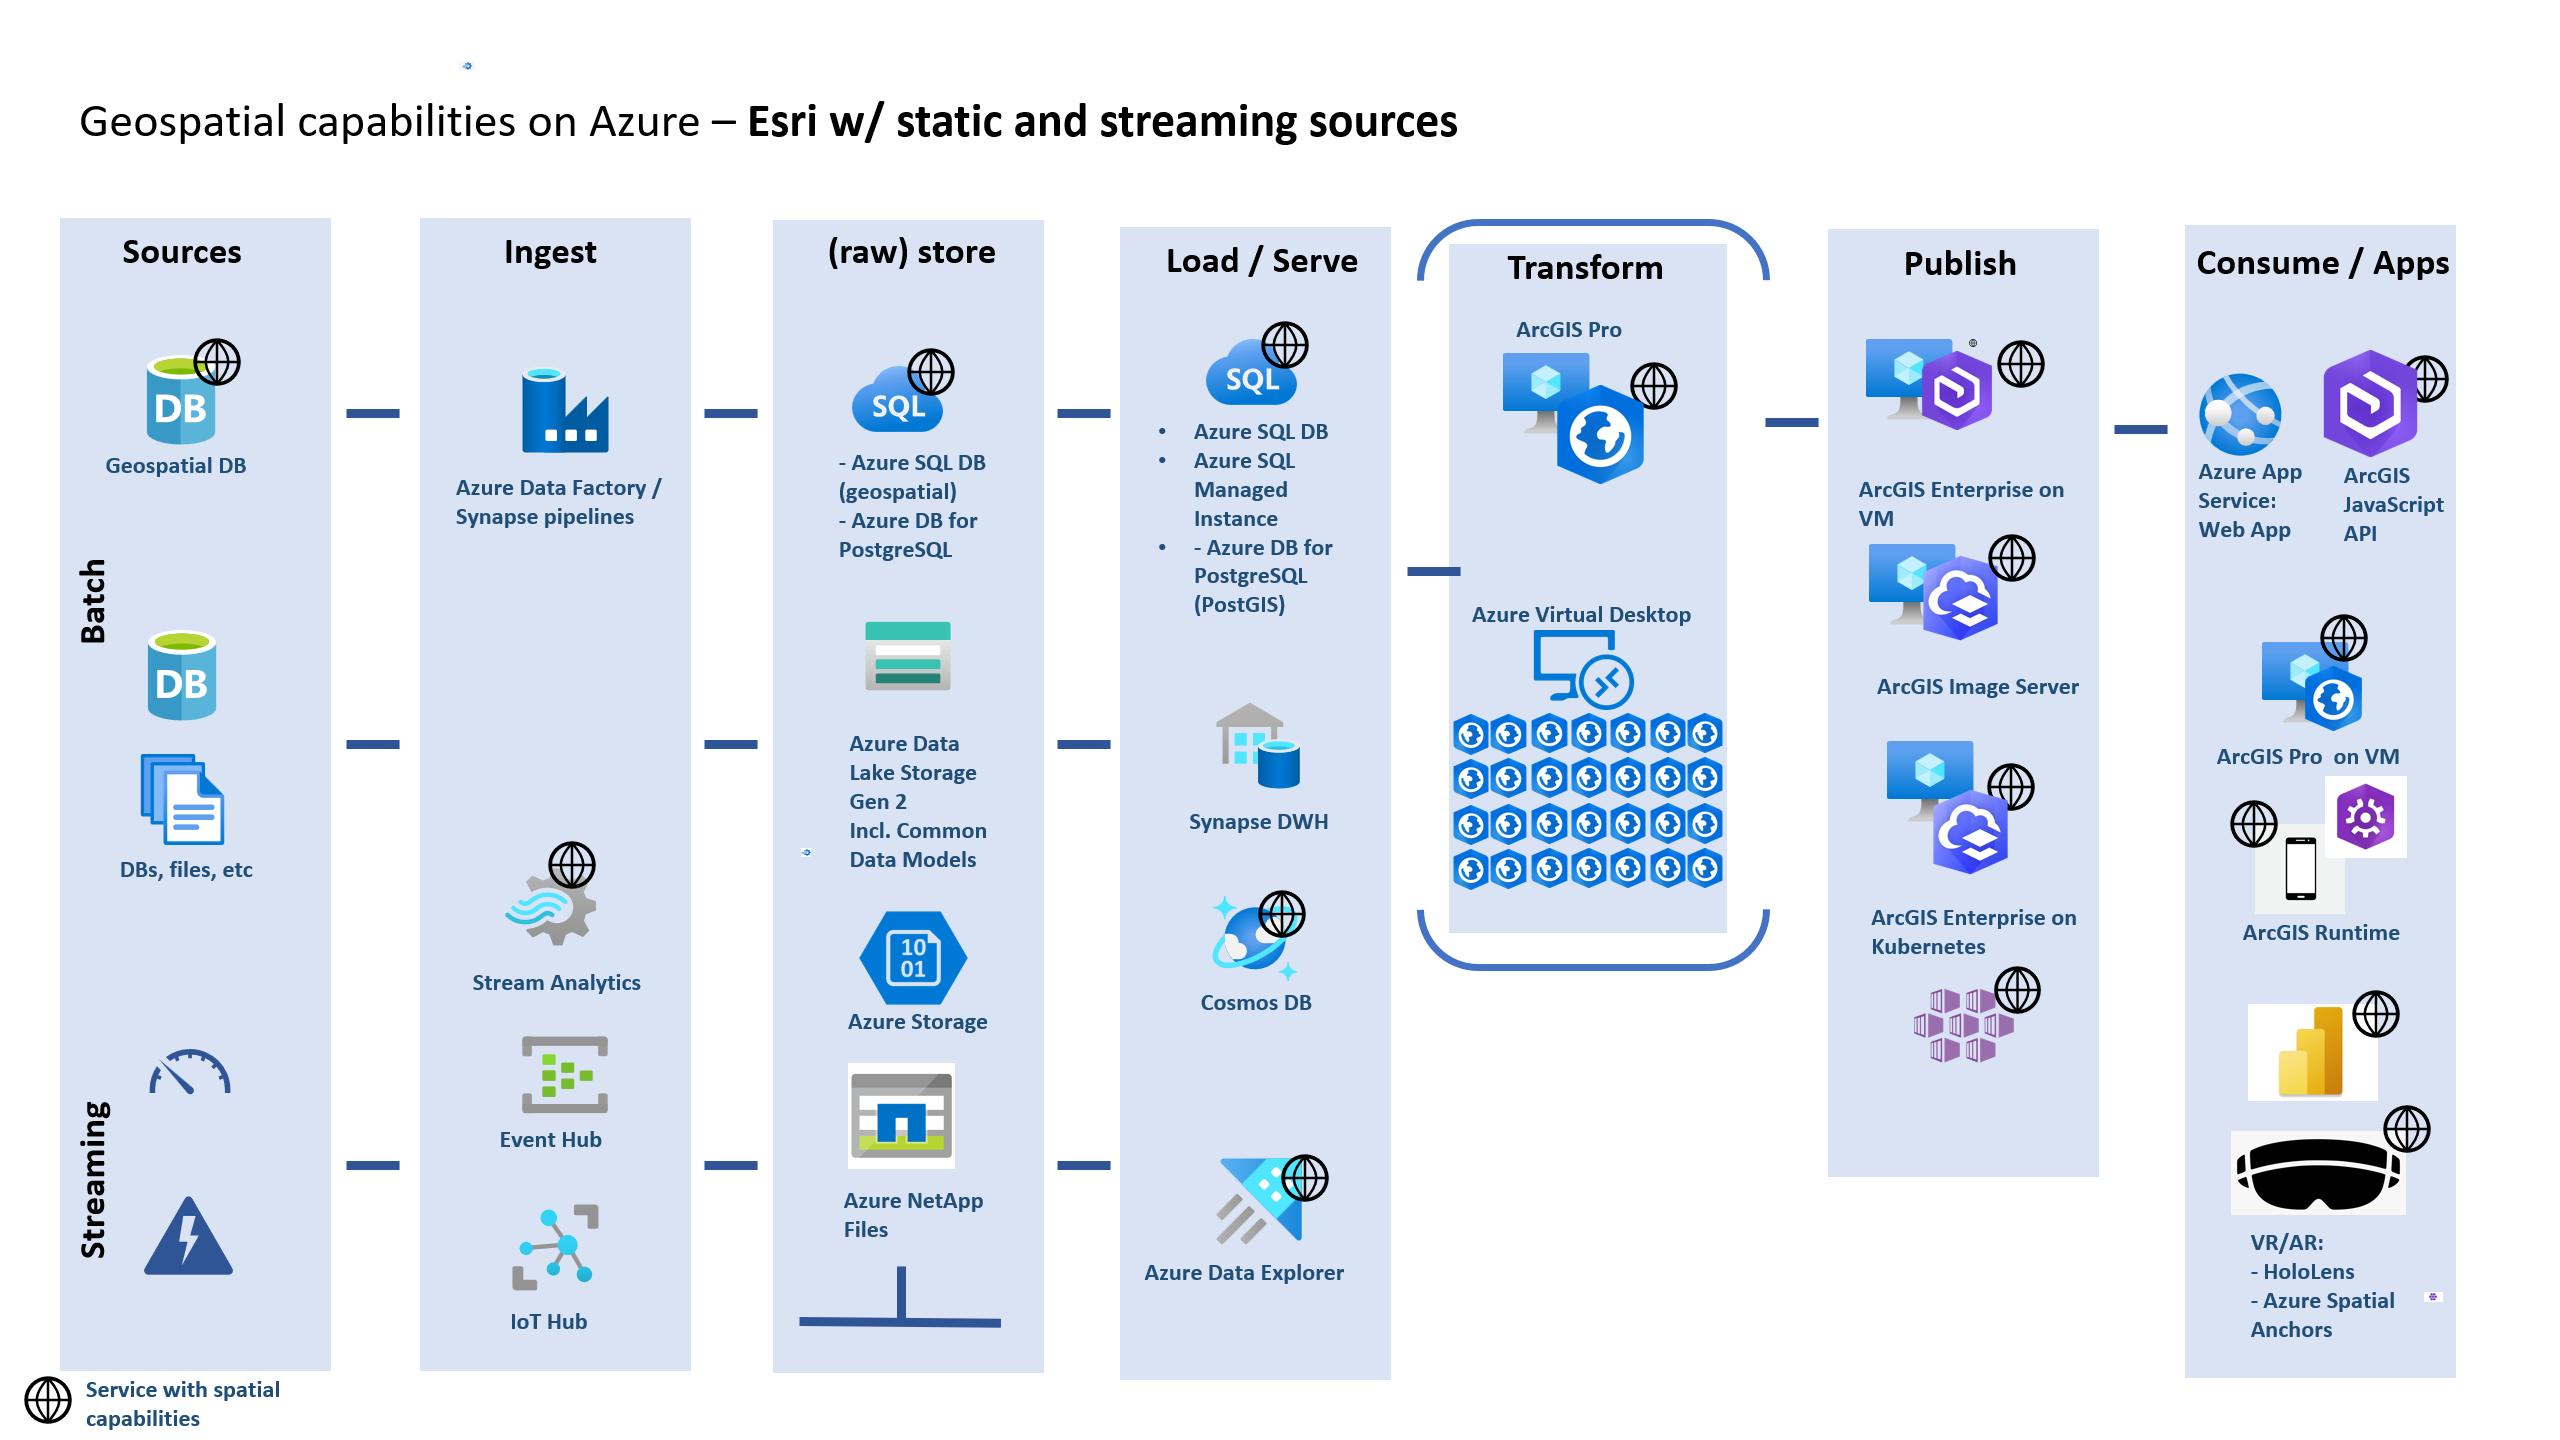 Geospatial capabilities on Azure – Esri w/ static and streaming sources
Sources
DB
Geospatial DB
Batch
DB
DBs, files, etc
Streaming
Service with spatial
capabilities
Ingest
Azure Data Factory /
Synapse pipelines
Stream Analytics
Event Hub
IoT Hub
(raw) store
SQL
- Azure SQL DB
(geospatial)
- Azure DB for
PostgreSQL
Azure Data
Lake Storage
Gen 2
Incl. Common
Data Models
10
01
Azure Storage
Azure NetApp
Files
Load / Serve
SQL
• Azure SQL DB
• Azure SQL
Managed
Instance
• - Azure DB for
PostgreSQL
(PostGIS)
Synapse DWH
Cosmos DB
Azure Data Explorer
Transform
ArcGIS Pro
Azure Virtual Desktop
Publish
ArcGIS Enterprise on
VM
ArcGIS Image Server
ArcGIS Enterprise on
Kubernetes
Consume / Apps
Azure App
Service:
Web App
ArcGIS
JavaScript
API
ArcGIS Pro  on VM
ArcGIS Runtime
VR/AR:
- HoloLens
- Azure Spatial
Anchors